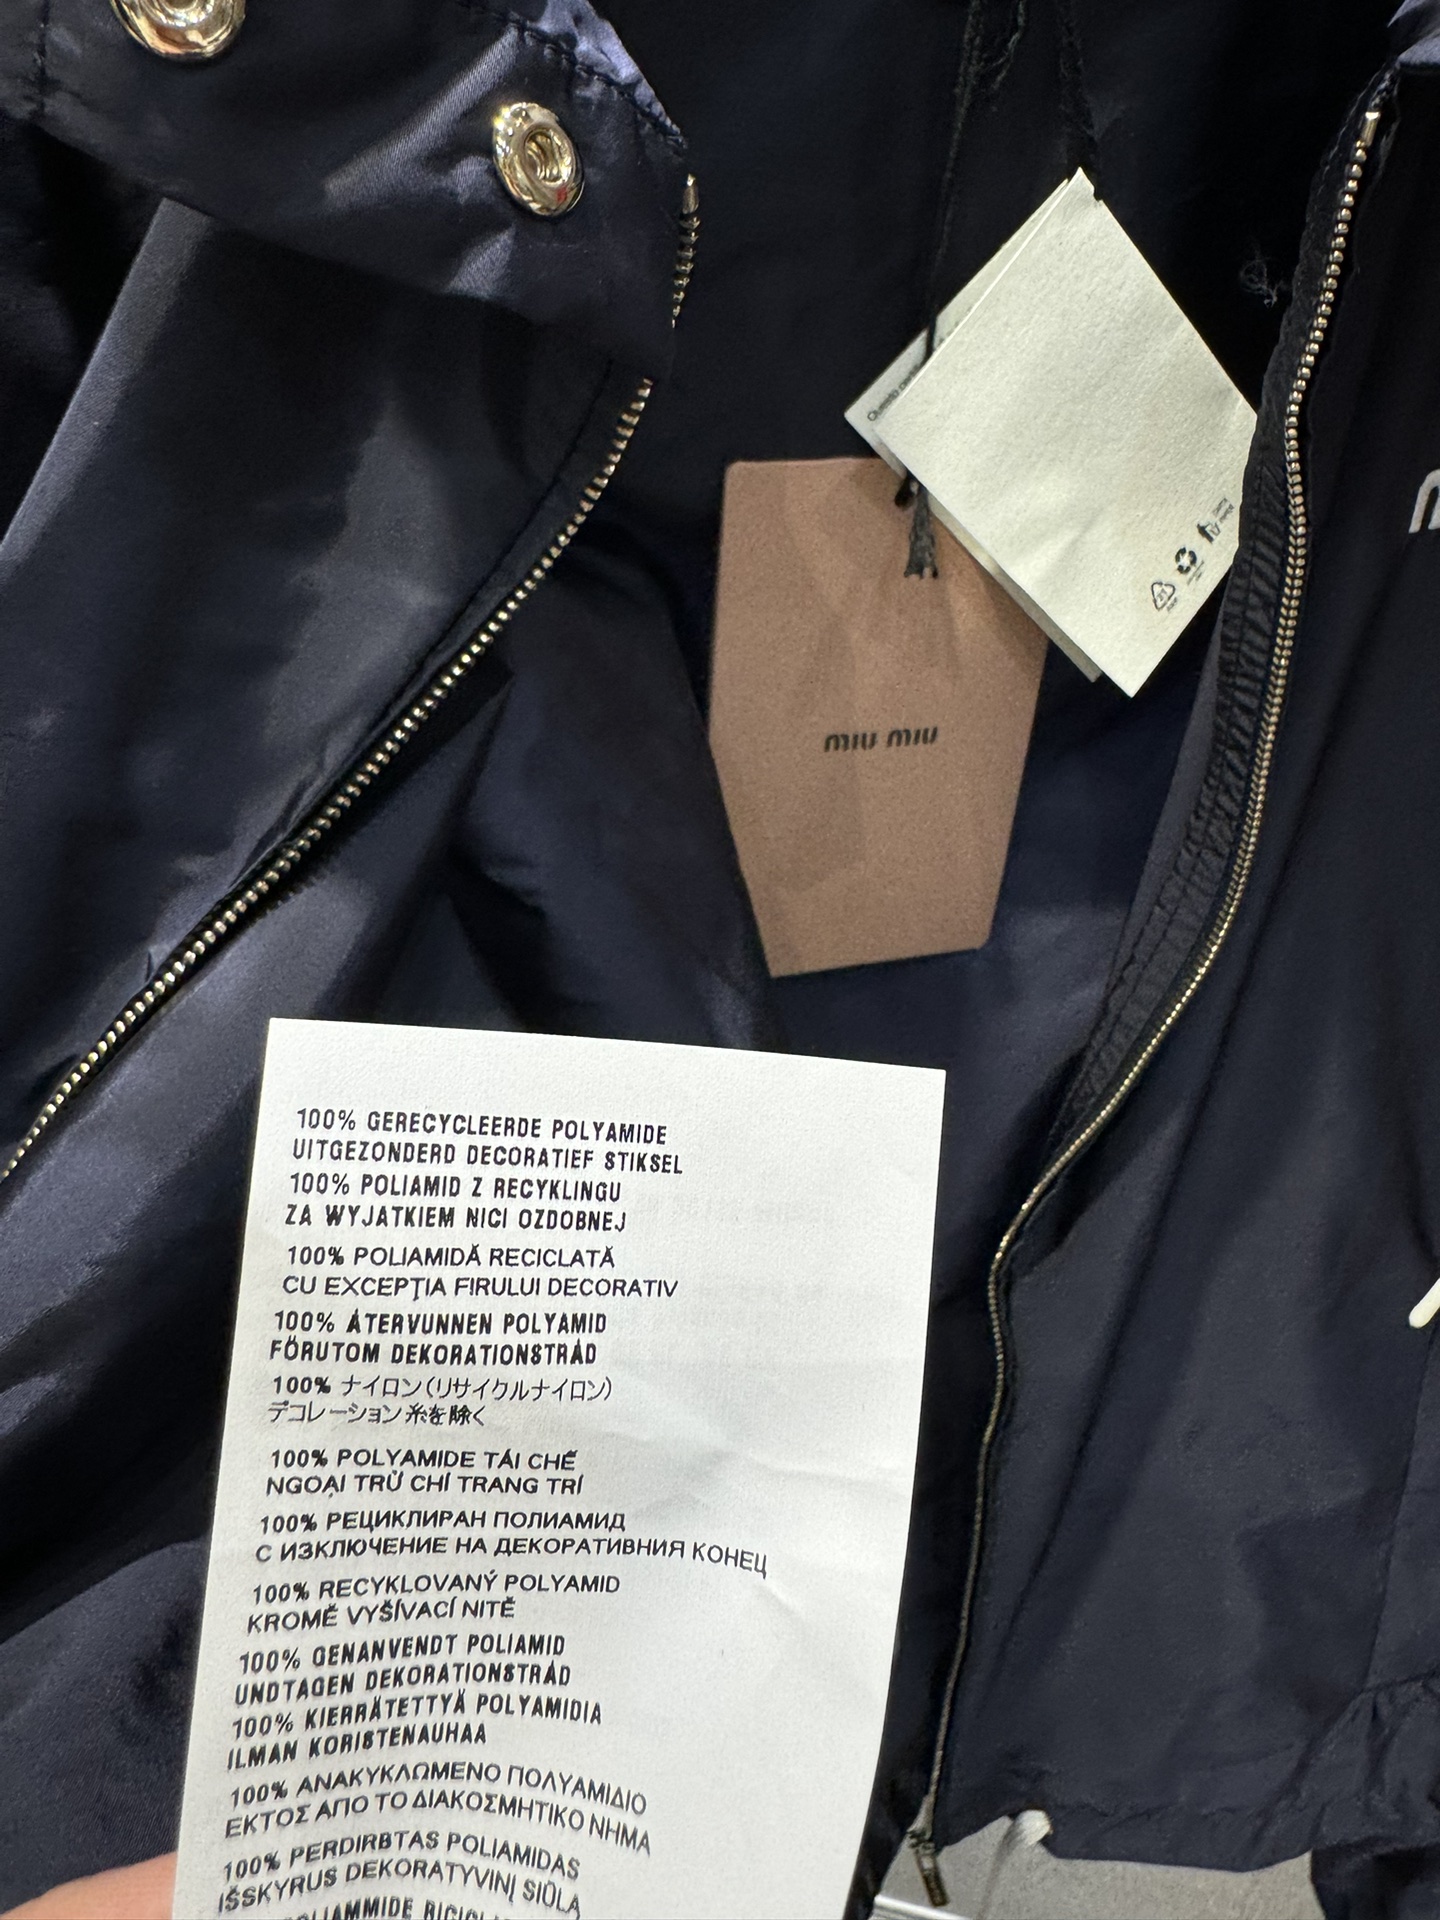 Questo
miu miu
21
PAP
100% GERECYCLEERDE POLYAMIDE
UITGEZONDERD DECORATIEF STIKSEL
100% POLIAMID Z RECYKLINGU
ZA WYJATKIEM NICI OZDOBNEJ
100% POLIAMIDĂ RECICLATĂ
CU EXCEPŢIA FIRULUI DECORATIV
100% ÅTERVUNNEN POLYAMID
FÖRUTOM DEKORATIONSTRÅD
100% ナイロン(リサイクルナイロン)
デコレーション糸を除く
100% POLYAMIDE TÁI CHẾ
NGOẠI TRỪ CHỈ TRANG TRÍ
100% РЕЦИКЛИРАН ПОЛИАМИД
С ИЗКЛЮЧЕНИЕ НА ДЕКОРАТИВНИЯ КОНЕЦ
100% RECYKLOVANÝ POLYAMID
KROMĚ VYŠÍVACÍ NITĚ
100% GENANVENDT POLIAMID
UNDTAGEN DEKORATIONSTRÅD
100% KIERRÄTETTYÄ POLYAMIDIA
ILMAN KORISTENAUHAA
100% ΑΝΑΚΥΚΛΩΜΕΝΟ ΠΟΛΥΑΜΙΔΙΟ
ΕΚΤΟΣ ΑΠΟ ΤΟ ΔΙΑΚΟΣΜΗΤΙΚΟ ΝΗΜΑ
100% PERDIRBTAS POLIAMIDAS
IŠSKYRUS DEKORATYVINĮ SIŪLĄ